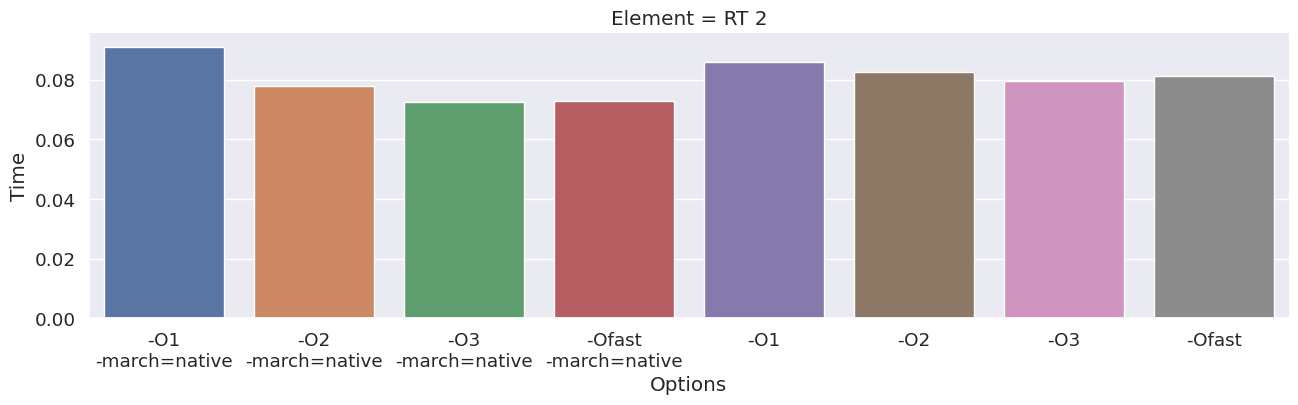 Element = RT 2
Time
0.08
0.06
0.04
0.02
0.00
-O1
-march=native
-O2
-march=native
-O3
-march=native
-Ofast
-march=native
-O1
-O2
-O3
-Ofast
Options